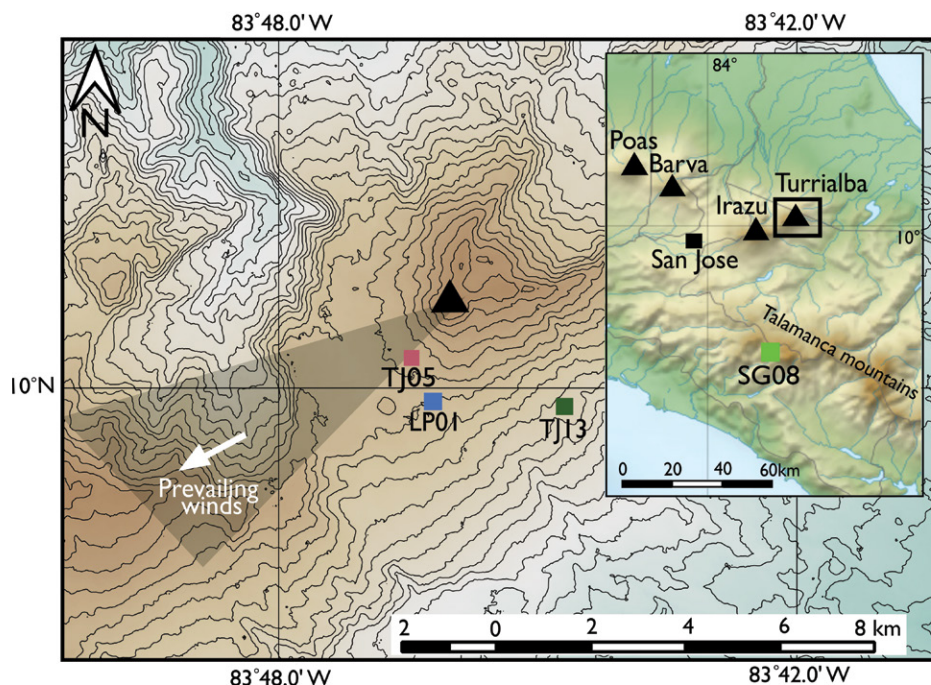 83°48.0' W
83°42.0' W
N
84°
Poas
Barva
Turrialba
Irazu
10°
San Jose
Talamanca mountains
SG08
0 20 40 60km
10°N
TJ05
LP01
TJ13
Prevailing
winds
2 0 2 4 6 8 km
83°48.0' W
83°42.0' W